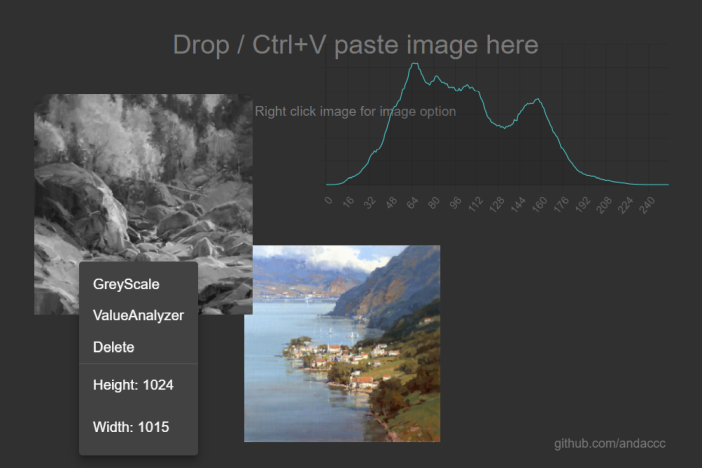 Drop / Ctrl+V paste image here
Right click image for image option
0 16 32 48 64 80 96 112 128 144 160 176 192 208 224 240
GreyScale
ValueAnalyzer
Delete
Height: 1024
Width: 1015
github.com/andaccc